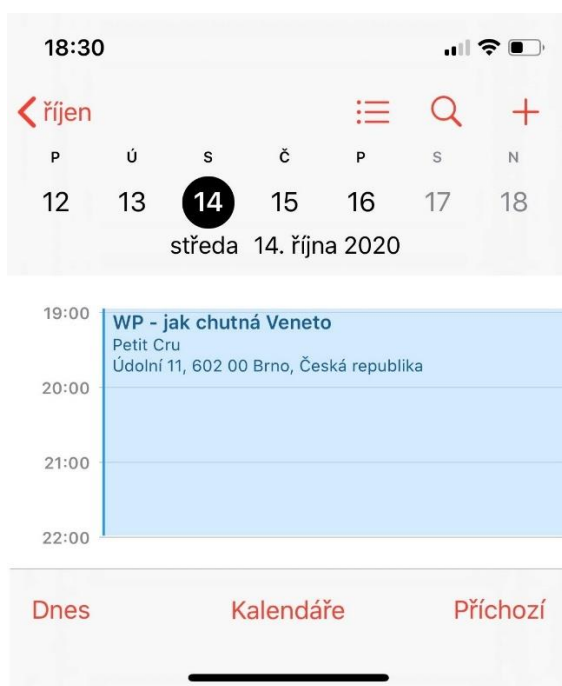 18:30
říjen
P Ú S Č P S N
12 13 14 15 16 17 18
středa 14. října 2020
19:00
WP - jak chutná Veneto
Petit Cru
Údolní 11, 602 00 Brno, Česká republika
20:00
21:00
22:00
Dnes Kalendáře Příchozí